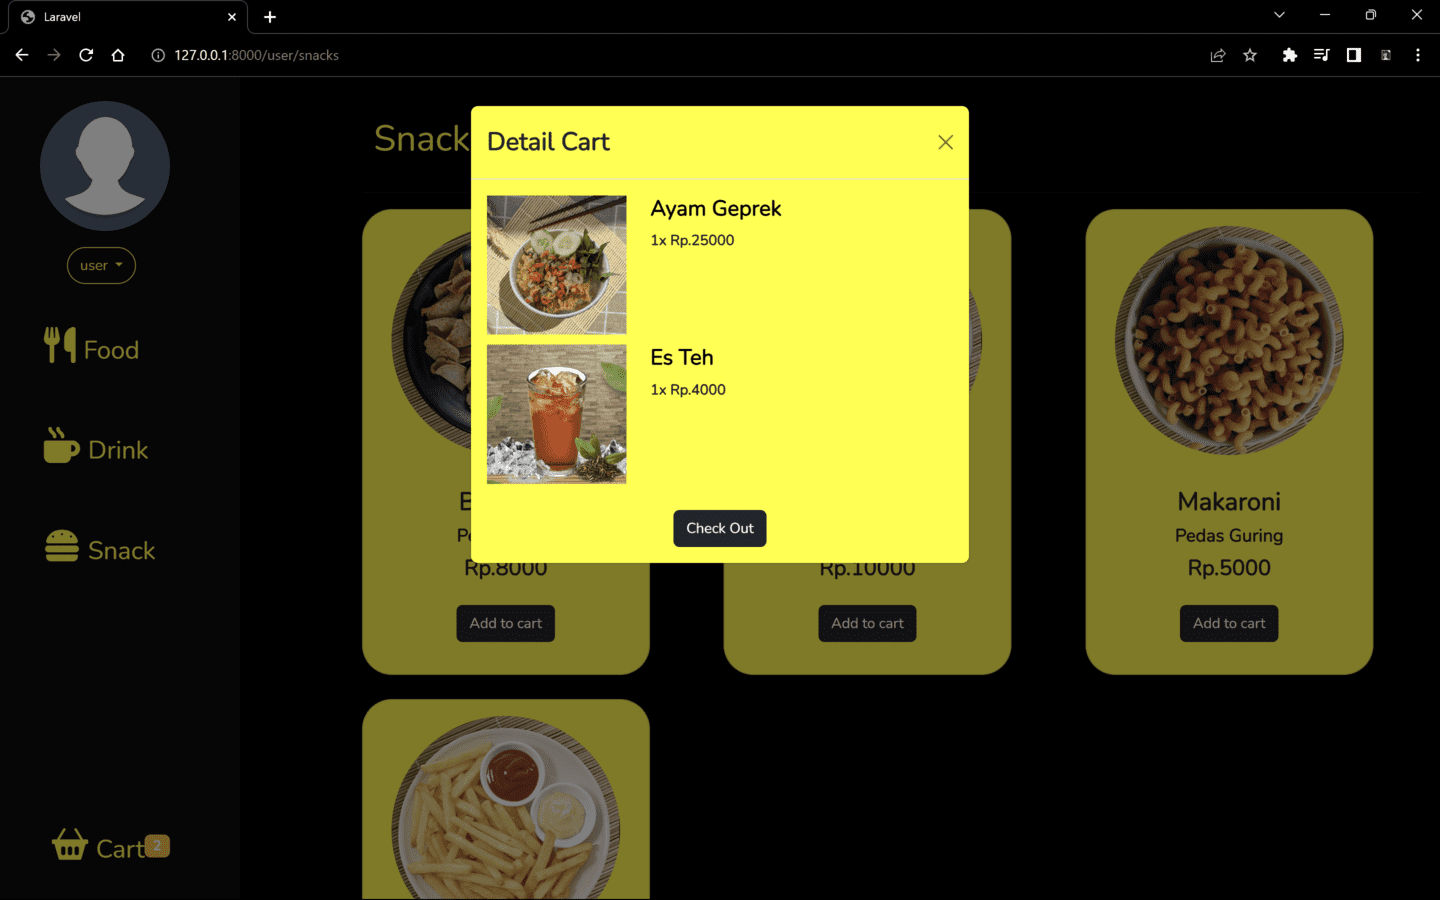 Laravel
127.0.0.1:8000/user/snacks
user
Food
Drink
Snack
Cart 2
Snack
Detail Cart
Ayam Geprek
1x Rp.25000
Es Teh
1x Rp.4000
Check Out
Rp.8000
Add to cart
Rp.10000
Add to cart
Makaroni
Pedas Guring
Rp.5000
Add to cart